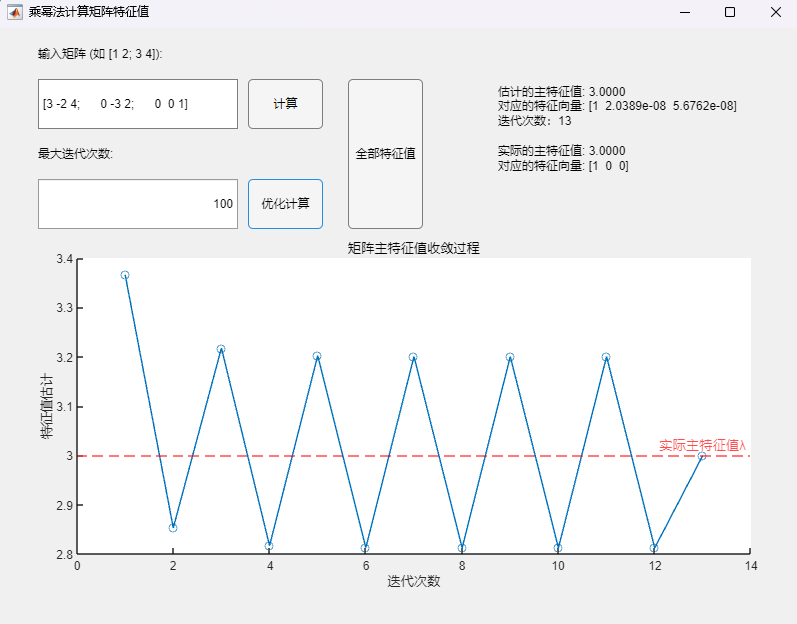 乘幂法计算矩阵特征值
输入矩阵 (如 [1 2; 3 4]):
[3 -2 4;      0 -3 2;      0  0 1]
计算
全部特征值
最大迭代次数:
100
优化计算
估计的主特征值: 3.0000
对应的特征向量: [1  2.0389e-08  5.6762e-08]
迭代次数：13
实际的主特征值: 3.0000
对应的特征向量: [1  0  0]
矩阵主特征值收敛过程
特征值估计
3.4
3.3
3.2
3.1
3
2.9
2.8
实际主特征值λ
0
2
4
6
8
10
12
14
迭代次数